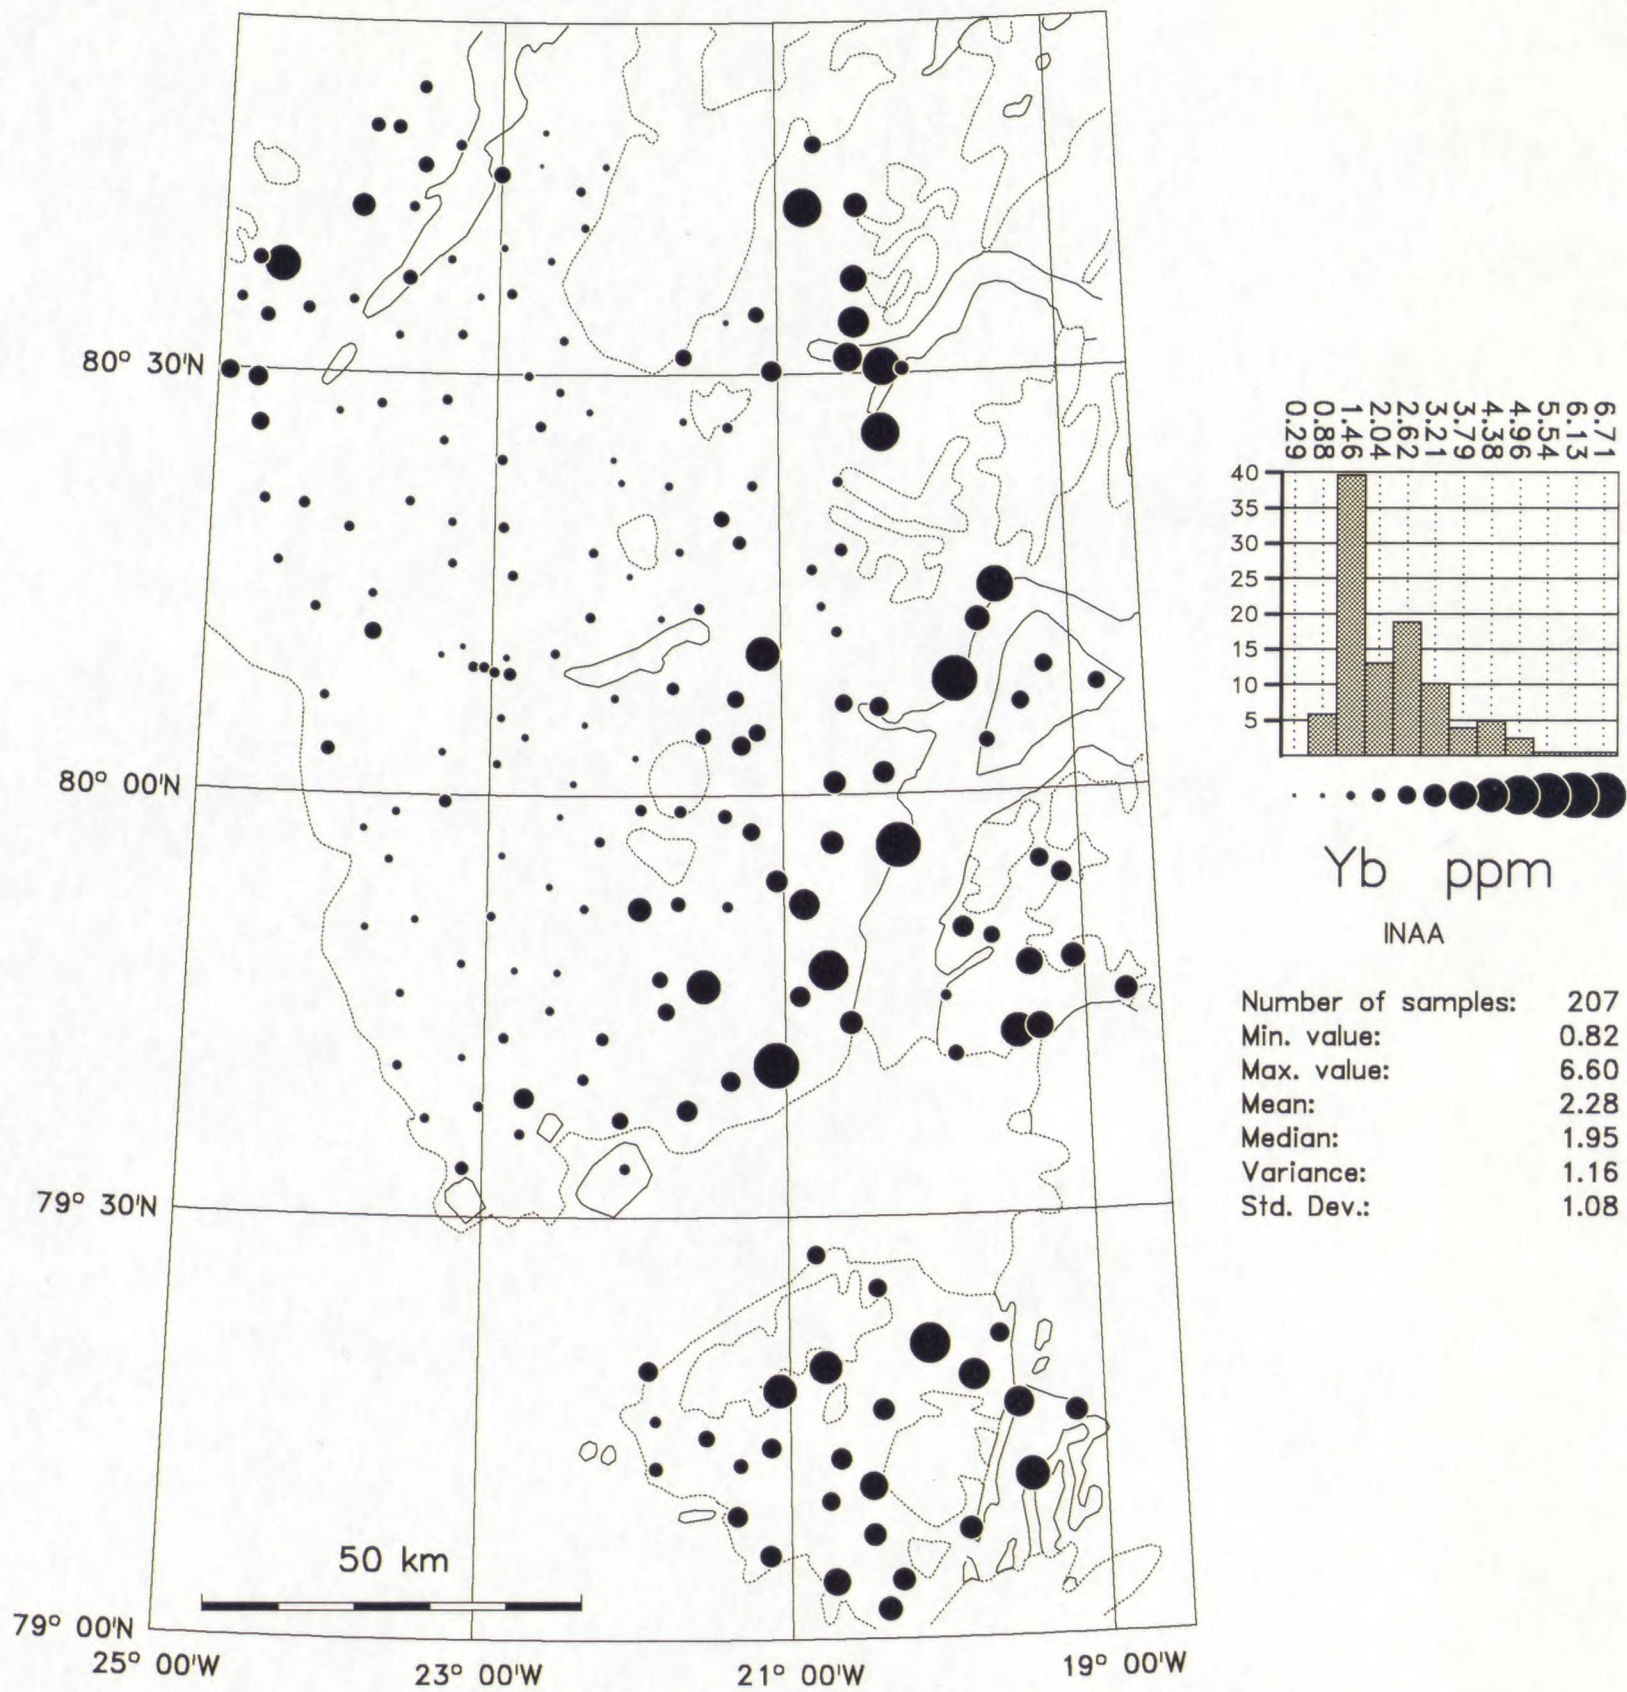 80° 30'N
80° 00'N
79° 30'N
79° 00'N
25° 00'W
23° 00'W
21° 00'W
19° 00'W
50 km
0.29
0.88
1.46
2.04
2.62
3.21
3.79
4.38
4.96
5.54
6.13
6.71
40
35
30
25
20
15
10
5
Yb ppm
INAA
Number of samples: 207
Min. value: 0.82
Max. value: 6.60
Mean: 2.28
Median: 1.95
Variance: 1.16
Std. Dev.: 1.08